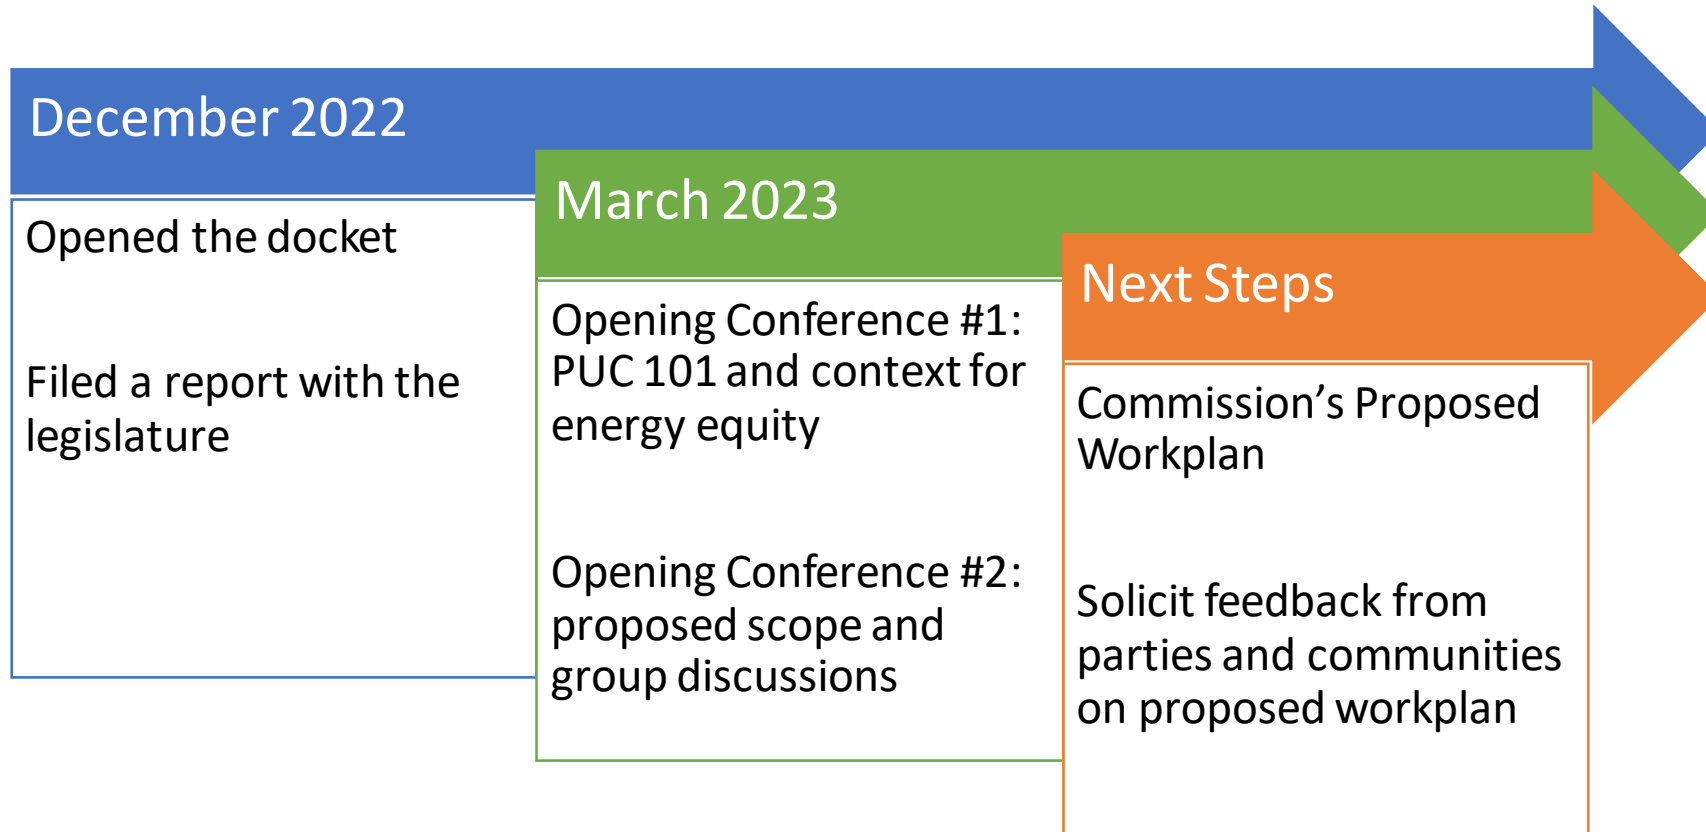 December 2022
Opened the docket
Filed a report with the
legislature
March 2023
Opening Conference #1:
PUC 101 and context for
energy equity
Opening Conference #2:
proposed scope and
group discussions
Next Steps
Commission’s Proposed
Workplan
Solicit feedback from
parties and communities
on proposed workplan